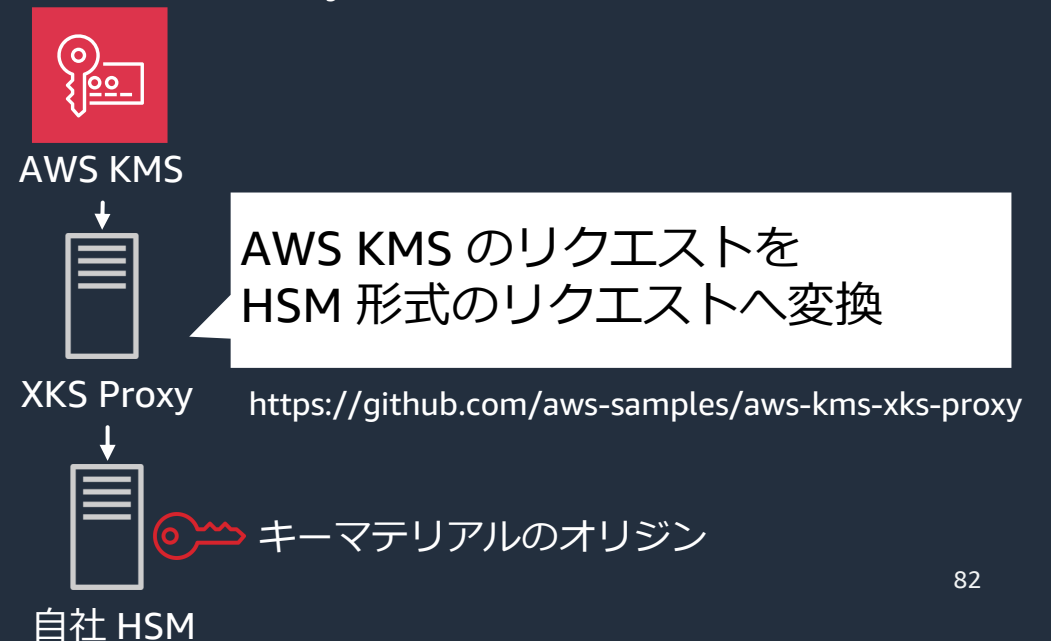 AWS KMS
AWS KMS のリクエストを
HSM 形式のリクエストへ変換
XKS Proxy
https://github.com/aws-samples/aws-kms-xks-proxy
キーマテリアルのオリジン
82
自社 HSM